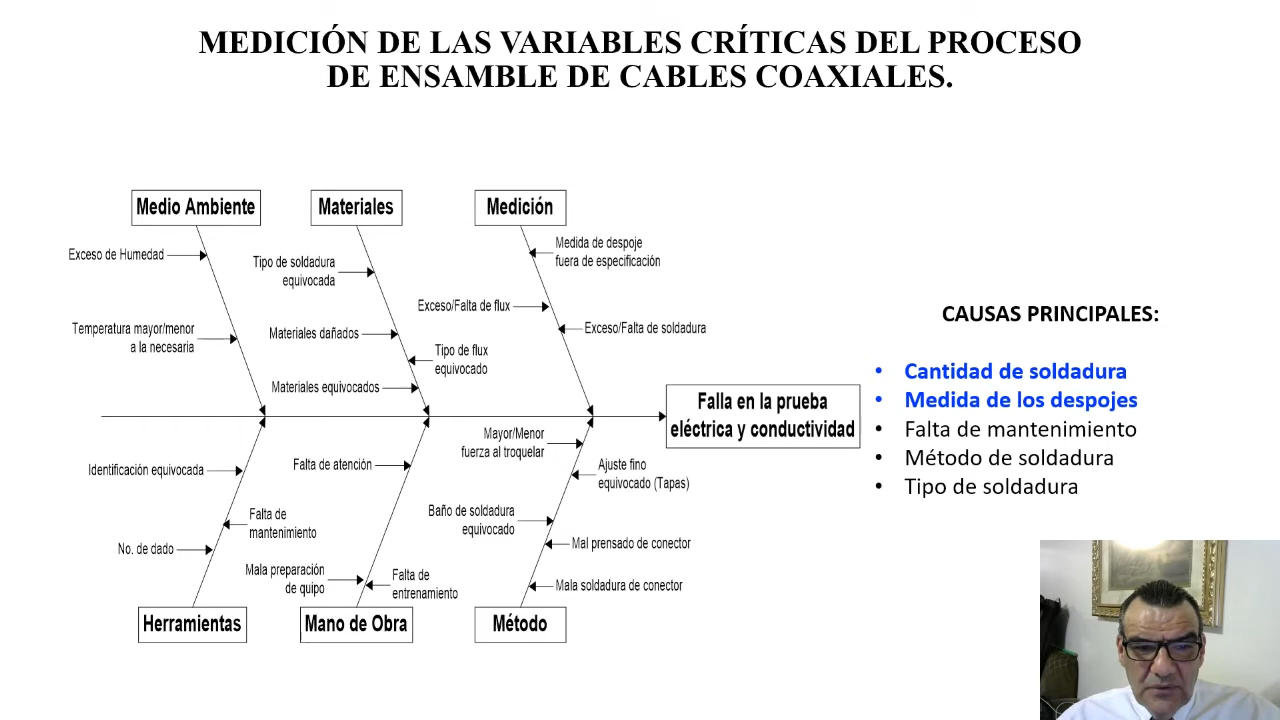 MEDICIÓN DE LAS VARIABLES CRÍTICAS DEL PROCESO
DE ENSAMBLE DE CABLES COAXIALES.
Medio Ambiente
Materiales
Medición
Exceso de Humedad
Temperatura mayor/menor
a la necesaria
Tipo de soldadura
equivocada
Materiales dañados
Tipo de flux
equivocado
Materiales equivocados
Medida de despoje
fuera de especificación
Exceso/Falta de flux
Exceso/Falta de soldadura
Falla en la prueba
eléctrica y conductividad
Identificación equivocada
Falta de
mantenimiento
No. de dado
Falta de atención
Mala preparación
de quipo
Falta de
entrenamiento
Mayor/Menor
fuerza al troquelar
Ajuste fino
equivocado (Tapas)
Baño de soldadura
equivocado
Mal prensado de conector
Mala soldadura de conector
Herramientas
Mano de Obra
Método
CAUSAS PRINCIPALES:
• Cantidad de soldadura
• Medida de los despojes
• Falta de mantenimiento
• Método de soldadura
• Tipo de soldadura